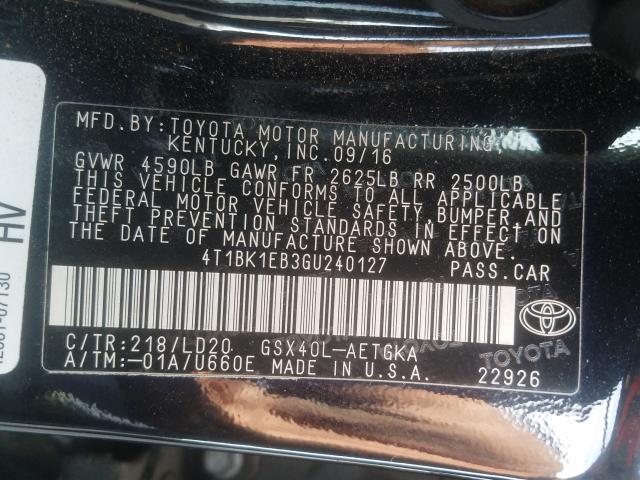 MFD.BY:TOYOTA MOTOR MANUFACTURING,
KENTUCKY, INC. 09/16
GVWR 4590LB GAWR FR 2625LB RR 2500LB
THIS VEHICLE CONFORMS TO ALL APPLICABLE
FEDERAL MOTOR VEHICLE SAFETY, BUMPER, AND
THEFT PREVENTION STANDARDS IN EFFECT ON
THE DATE OF MANUFACTURE SHOWN ABOVE.
4T1BK1EB3GU240127 PASS.CAR
C/TR:218/LD20 GSX40L-AETGKA
A/TM:-01A/U660E MADE IN U.S.A.
TOYOTA
22926
HV